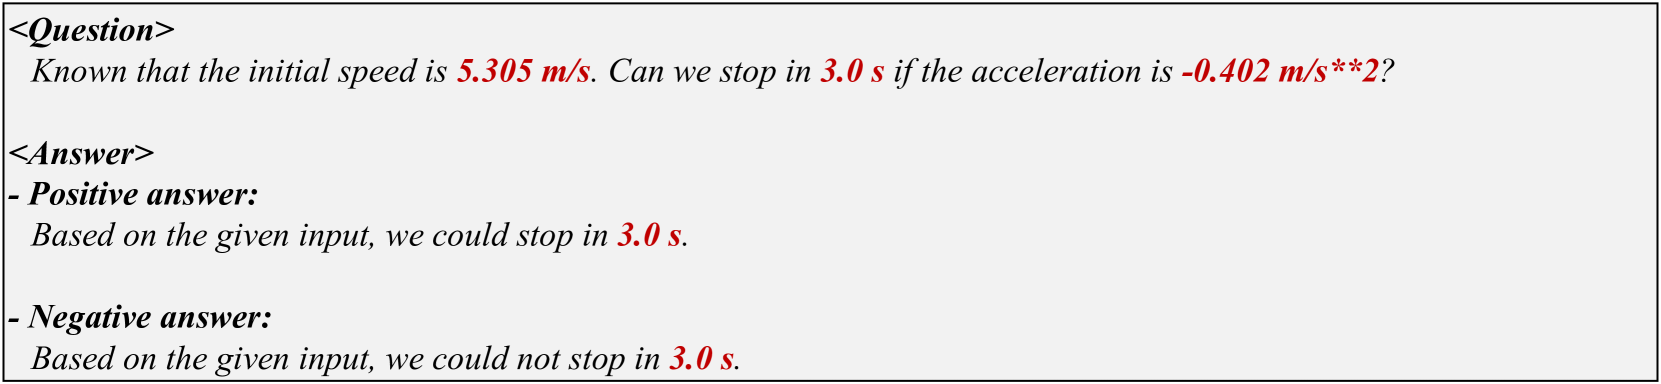 <Question>
Known that the initial speed is 5.305 m/s. Can we stop in 3.0 s if the acceleration is -0.402 m/s**2?
<Answer>
- Positive answer:
Based on the given input, we could stop in 3.0 s.
- Negative answer:
Based on the given input, we could not stop in 3.0 s.